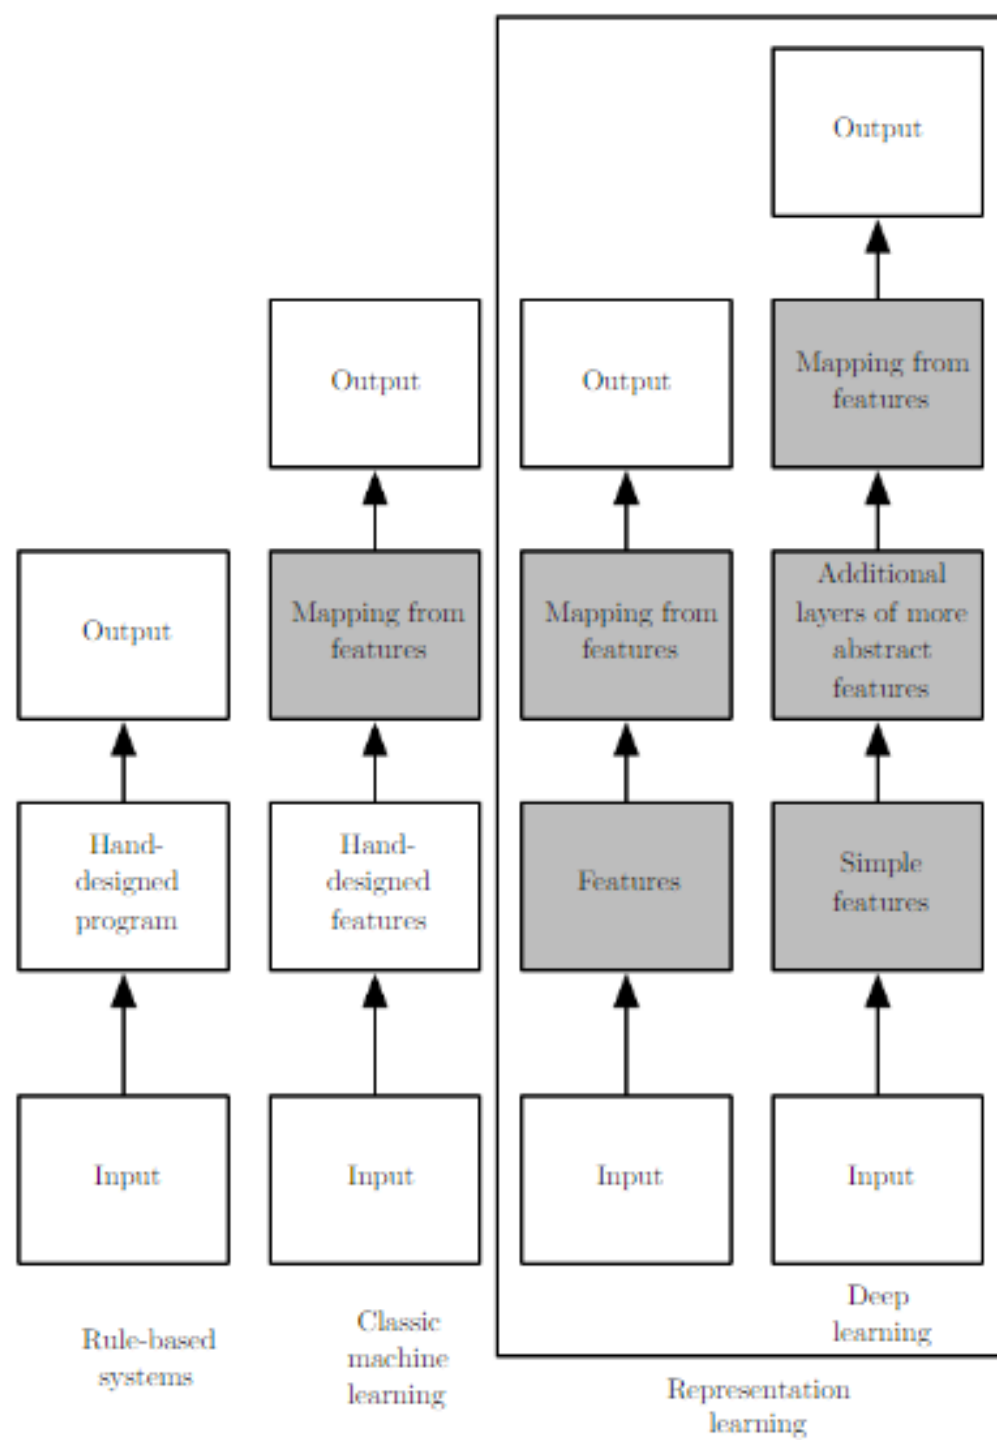 Output
Output
Output
Mapping from
features
Output
Mapping from
features
Mapping from
features
Additional
layers of more
abstract
features
Hand-
designed
program
Hand-
designed
features
Features
Simple
features
Input
Input
Input
Input
Rule-based
systems
Classic
machine
learning
Deep
learning
Representation
learning